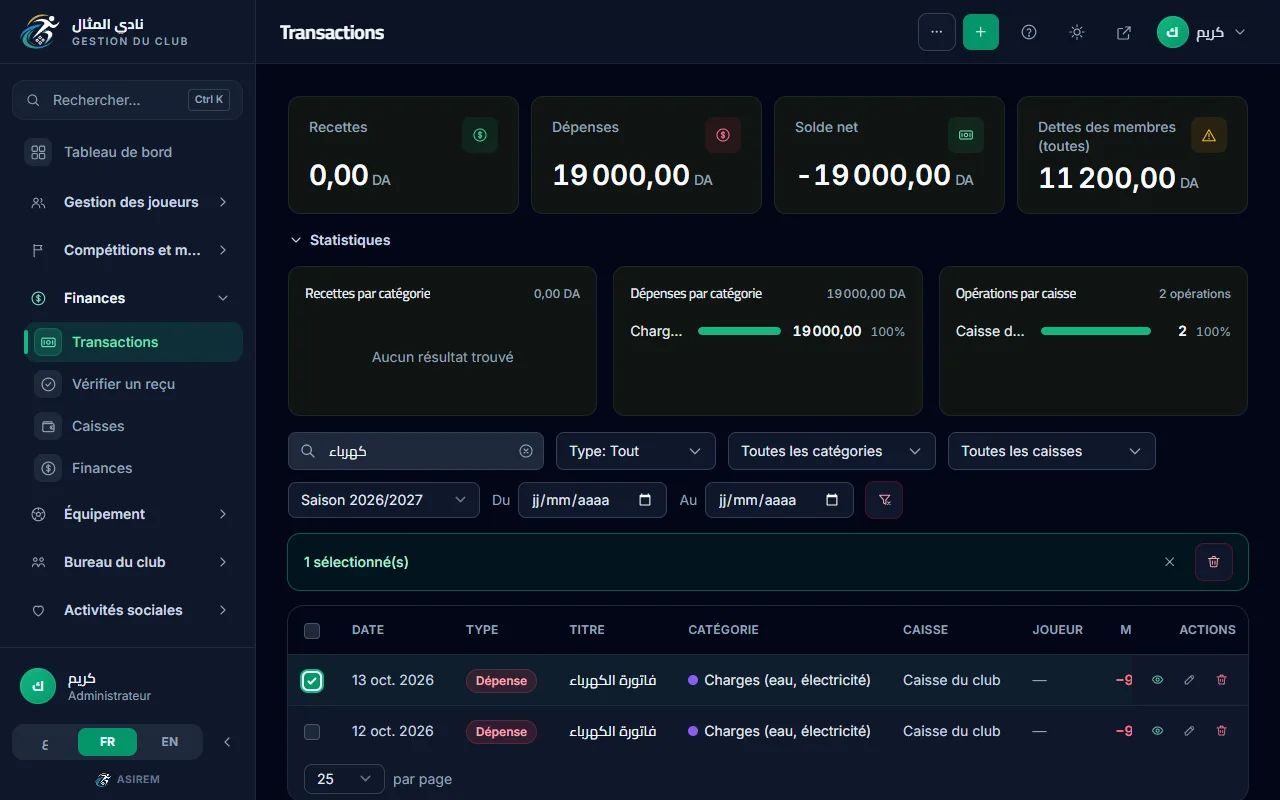 نادي المثال
GESTION DU CLUB
Transactions
كريم
Rechercher...
Ctrl K
Tableau de bord
Gestion des joueurs
Compétitions et m...
Finances
Transactions
Vérifier un reçu
Caisses
Finances
Équipement
Bureau du club
Activités sociales
كريم
Administrateur
ع
FR
EN
ASIREM
Recettes
0,00 DA
Dépenses
19 000,00 DA
Solde net
-19 000,00 DA
Dettes des membres
(toutes)
11 200,00 DA
Statistiques
Recettes par catégorie 0,00 DA
Aucun résultat trouvé
Dépenses par catégorie 19 000,00 DA
Charg... 19 000,00 100%
Opérations par caisse 2 opérations
Caisse d... 2 100%
كهرباء
Type: Tout
Toutes les catégories
Toutes les caisses
Saison 2026/2027
Du jj/mm/aaaa
Au jj/mm/aaaa
1 sélectionné(s)
DATE TYPE TITRE CATÉGORIE CAISSE JOUEUR M ACTIONS
13 oct. 2026 Dépense فاتورة الكهرباء Charges (eau, électricité) Caisse du club — -9
12 oct. 2026 Dépense فاتورة الكهرباء Charges (eau, électricité) Caisse du club — -9
25 par page